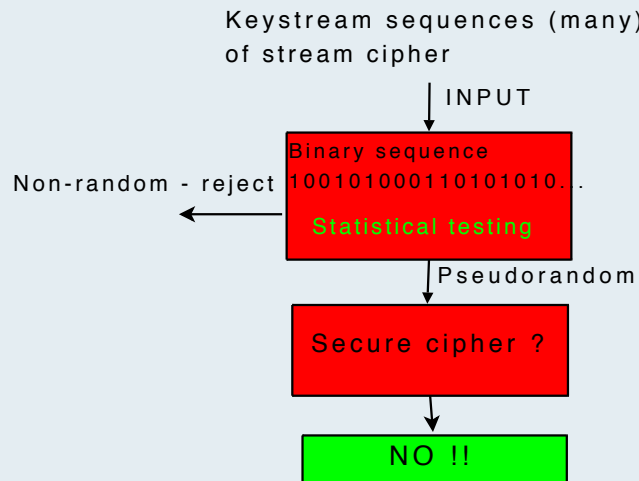 Keystream sequences (many)
of stream cipher
INPUT
Binary sequence
Non-random - reject
100101000110101010...
Statistical testing
Pseudorandom
Secure cipher ?
NO !!